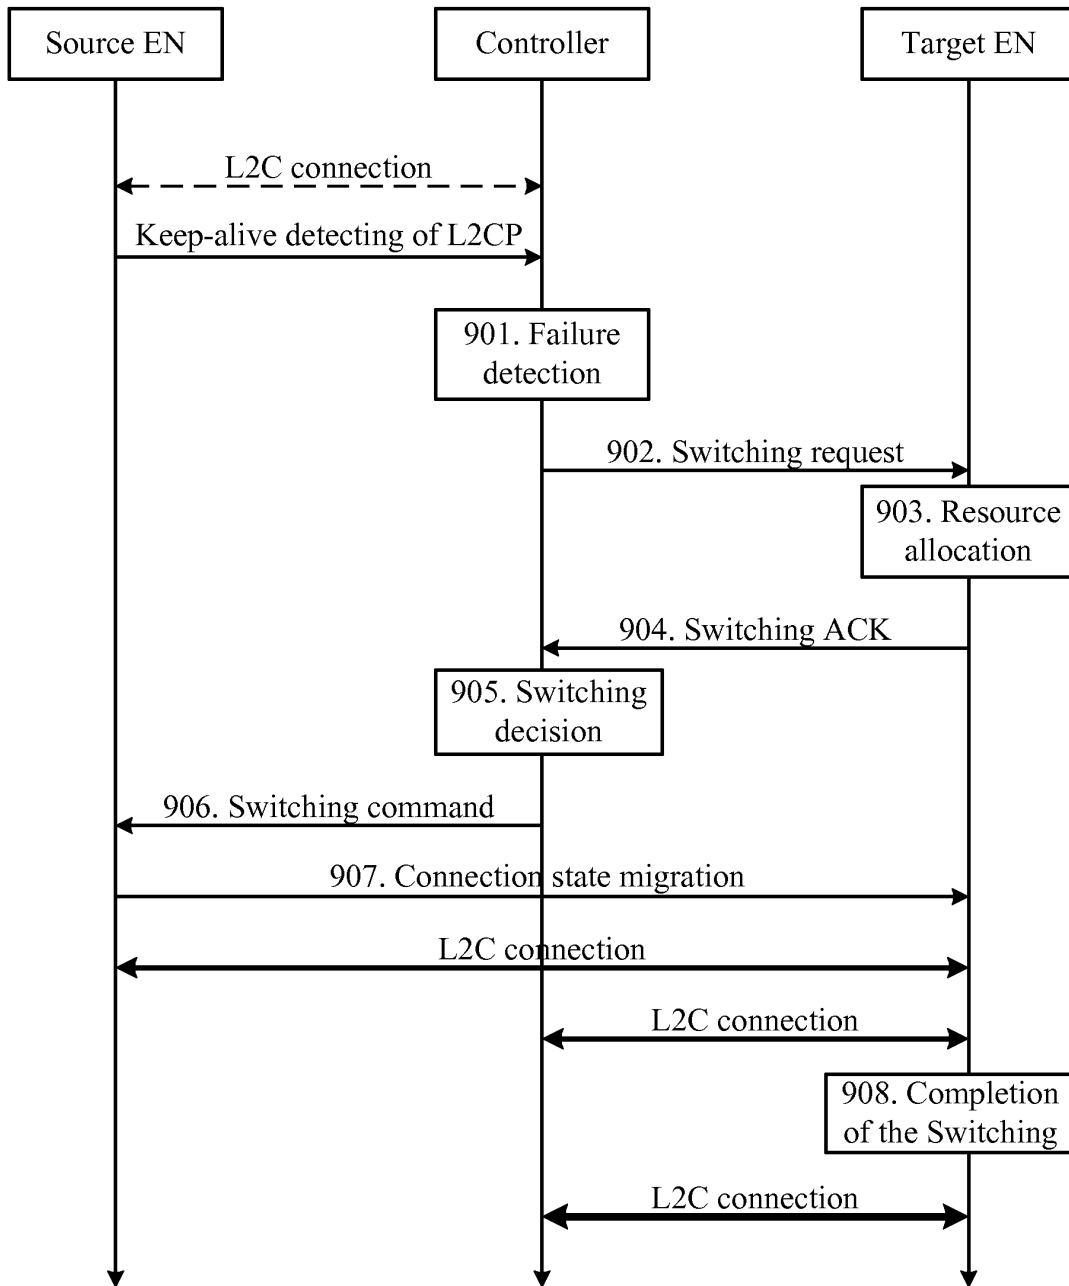 Source EN
Controller
Target EN
L2C connection
Keep-alive detecting of L2CP
901. Failure
detection
902. Switching request
903. Resource
allocation
904. Switching ACK
905. Switching
decision
906. Switching command
907. Connection state migration
L2C connection
L2C connection
908. Completion
of the Switching
L2C connection